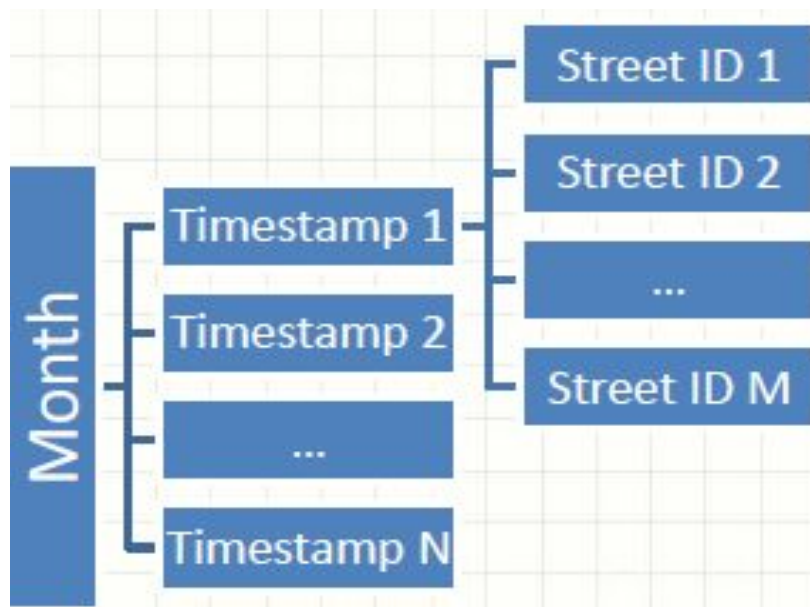 Month
Timestamp 1
Timestamp 2
...
Timestamp N
Street ID 1
Street ID 2
...
Street ID M